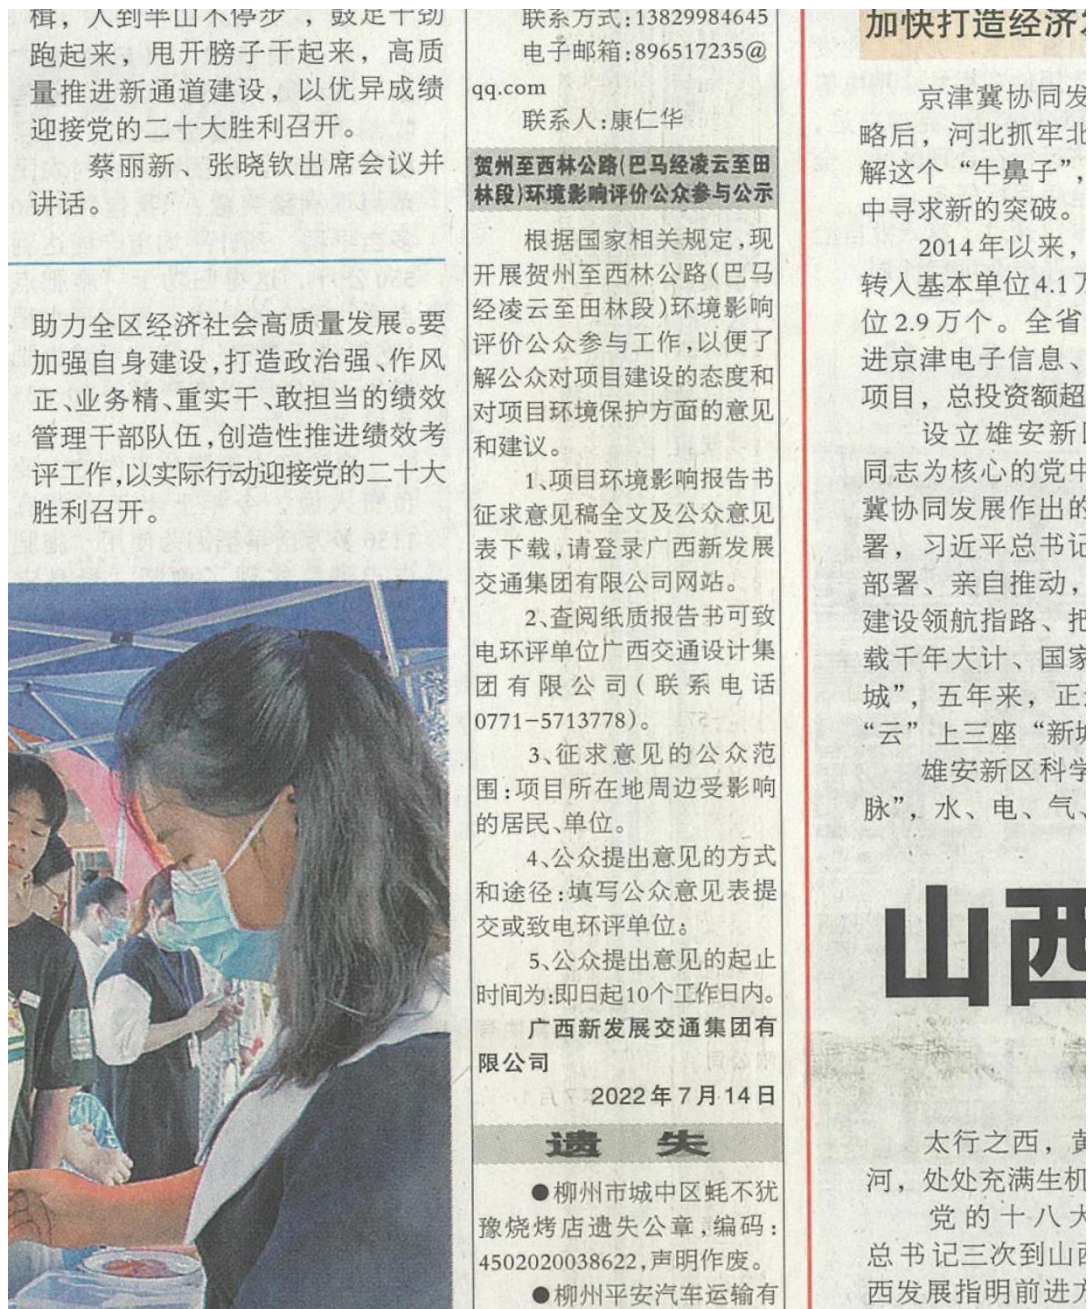 楫，人到半山不停步”，鼓足干劲
跑起来，甩开膀子干起来，高质
量推进新通道建设，以优异成绩
迎接党的二十大胜利召开。
蔡丽新、张晓钦出席会议并
讲话。
助力全区经济社会高质量发展。要
加强自身建设，打造政治强、作风
正、业务精、重实干、敢担当的绩效
管理干部队伍，创造性推进绩效考
评工作，以实际行动迎接党的二十大
胜利召开。
联系方式：13829984645
电子邮箱：896517235@
qq.com
联系人：康仁华
贺州至西林公路（巴马经凌云至田
林段）环境影响评价公众参与公示
根据国家相关规定，现
开展贺州至西林公路（巴马
经凌云至田林段）环境影响
评价公众参与工作，以便了
解公众对项目建设的态度和
对项目环境保护方面的意见
和建议。
1、项目环境影响报告书
征求意见稿全文及公众意见
表下载，请登录广西新发展
交通集团有限公司网站。
2、查阅纸质报告书可致
电环评单位广西交通设计集
团有限公司（联系电话
0771-5713778）。
3、征求意见的公众范
围：项目所在地周边受影响
的居民、单位。
4、公众提出意见的方式
和途径：填写公众意见表提
交或致电环评单位。
5、公众提出意见的起止
时间为：即日起10个工作日内。
广西新发展交通集团有
限公司
2022年7月14日
遗 失
●柳州市城中区蚝不犹
豫烧烤店遗失公章，编码：
4502020038622，声明作废。
●柳州平安汽车运输有
加快打造经济发
京津冀协同发
略后，河北抓牢北
解这个“牛鼻子”，
中寻求新的突破。
2014年以来，
转入基本单位4.1万
位2.9万个。全省
进京津电子信息、
项目，总投资额超
设立雄安新区
同志为核心的党中
冀协同发展作出的
署，习近平总书记
部署、亲自推动，
建设领航指路、把
载千年大计、国家
城”，五年来，正
“云”上三座“新城
雄安新区科学
脉”，水、电、气、
山西
太行之西，黄
河，处处充满生机
党的十八大
总书记三次到山西
西发展指明前进方